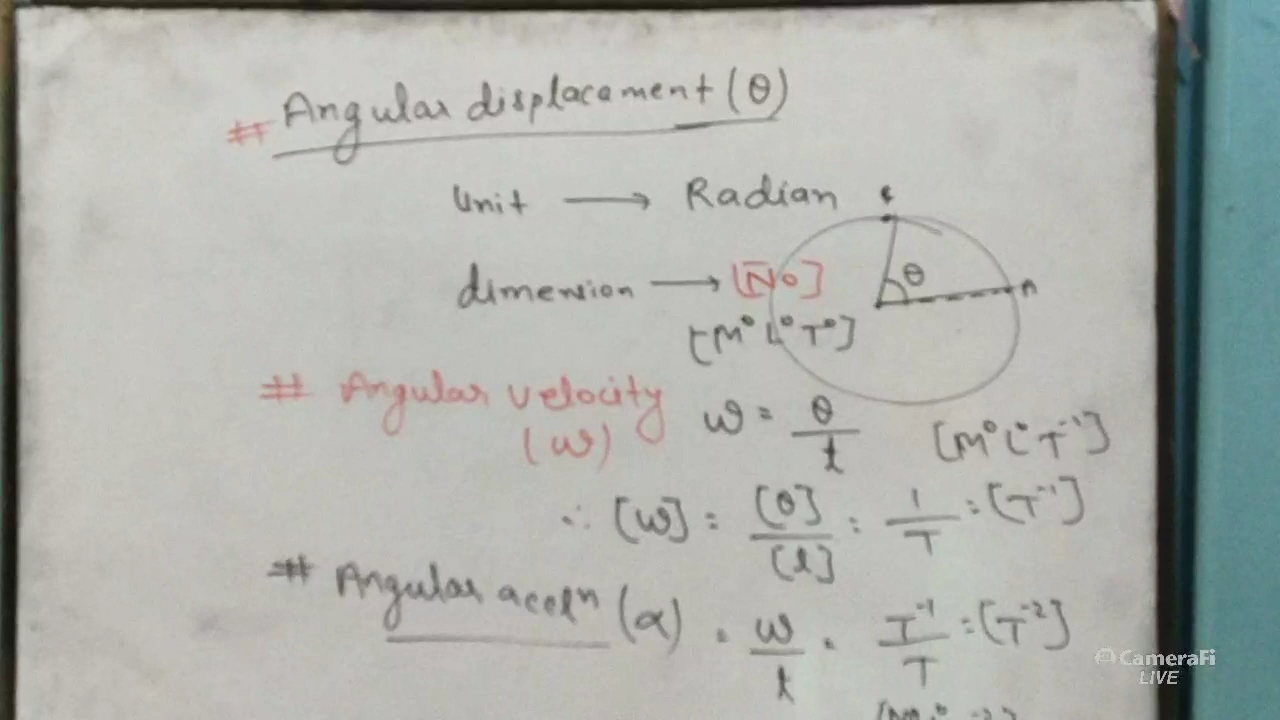 # Angular displacement (θ)
Unit → Radian
dimension → [No]
[M° L° T°]
θ
A
# Angular velocity
(ω)
ω = θ/t
[M° L° T⁻¹]
∴ [ω] = [θ]/[t] = 1/T = [T⁻¹]
# Angular accelⁿ (α) = ω/t = T⁻¹/T = [T⁻²]
CameraFi
LIVE